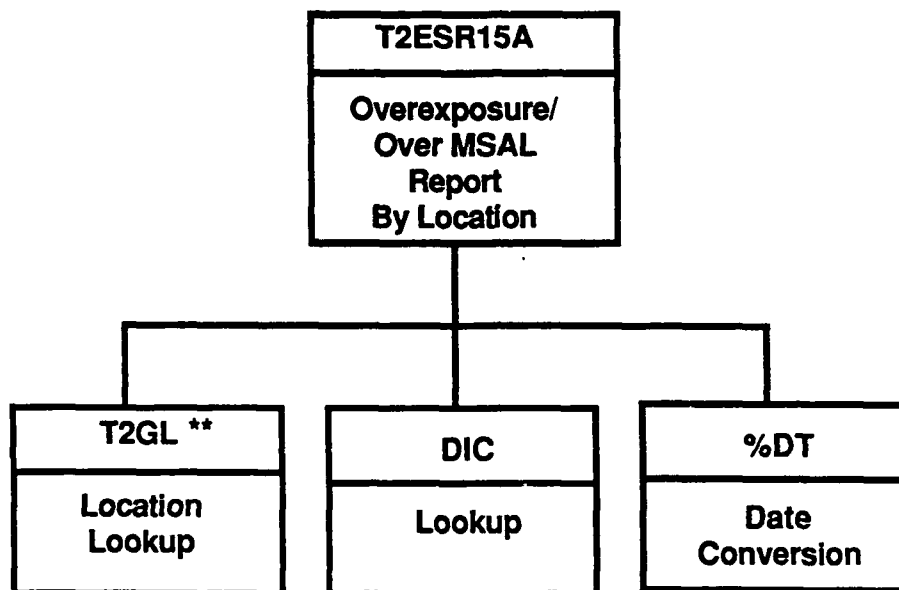 T2ESR15A
Overexposure/
Over MSAL
Report
By Location
T2GL **
Location
Lookup
DIC
Lookup
%DT
Date
Conversion